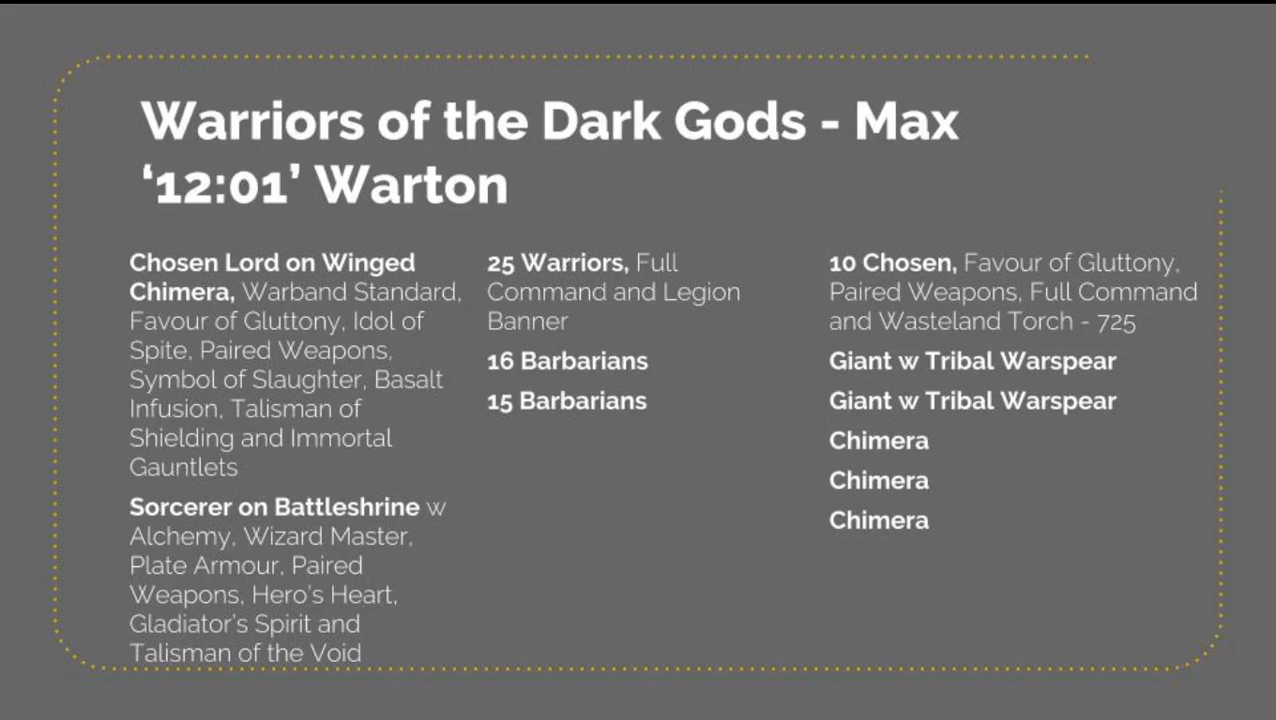 Warriors of the Dark Gods - Max
‘12:01’ Warton
Chosen Lord on Winged
Chimera, Warband Standard,
Favour of Gluttony, Idol of
Spite, Paired Weapons,
Symbol of Slaughter, Basalt
Infusion, Talisman of
Shielding and Immortal
Gauntlets
Sorcerer on Battleshrine w
Alchemy, Wizard Master,
Plate Armour, Paired
Weapons, Hero's Heart,
Gladiator's Spirit and
Talisman of the Void
25 Warriors, Full
Command and Legion
Banner
16 Barbarians
15 Barbarians
10 Chosen, Favour of Gluttony,
Paired Weapons, Full Command
and Wasteland Torch - 725
Giant w Tribal Warspear
Giant w Tribal Warspear
Chimera
Chimera
Chimera